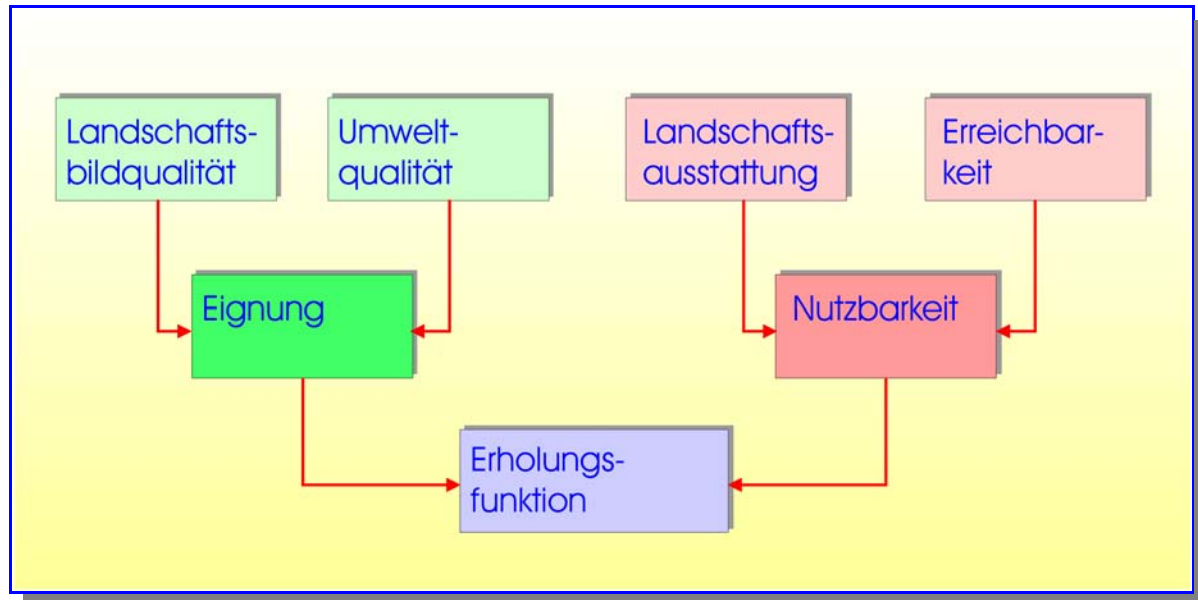 Landschafts-
bildqualität
Umwelt-
qualität
Landschafts-
ausstattung
Erreichbar-
keit
Eignung
Nutzbarkeit
Erholungs-
funktion